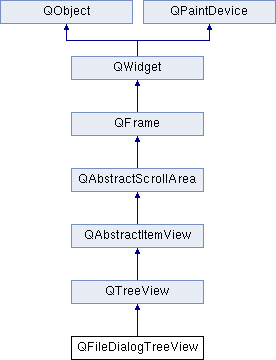 QObject
QPaintDevice
QWidget
QFrame
QAbstractScrollArea
QAbstractItemView
QTreeView
QFileDialogTreeView